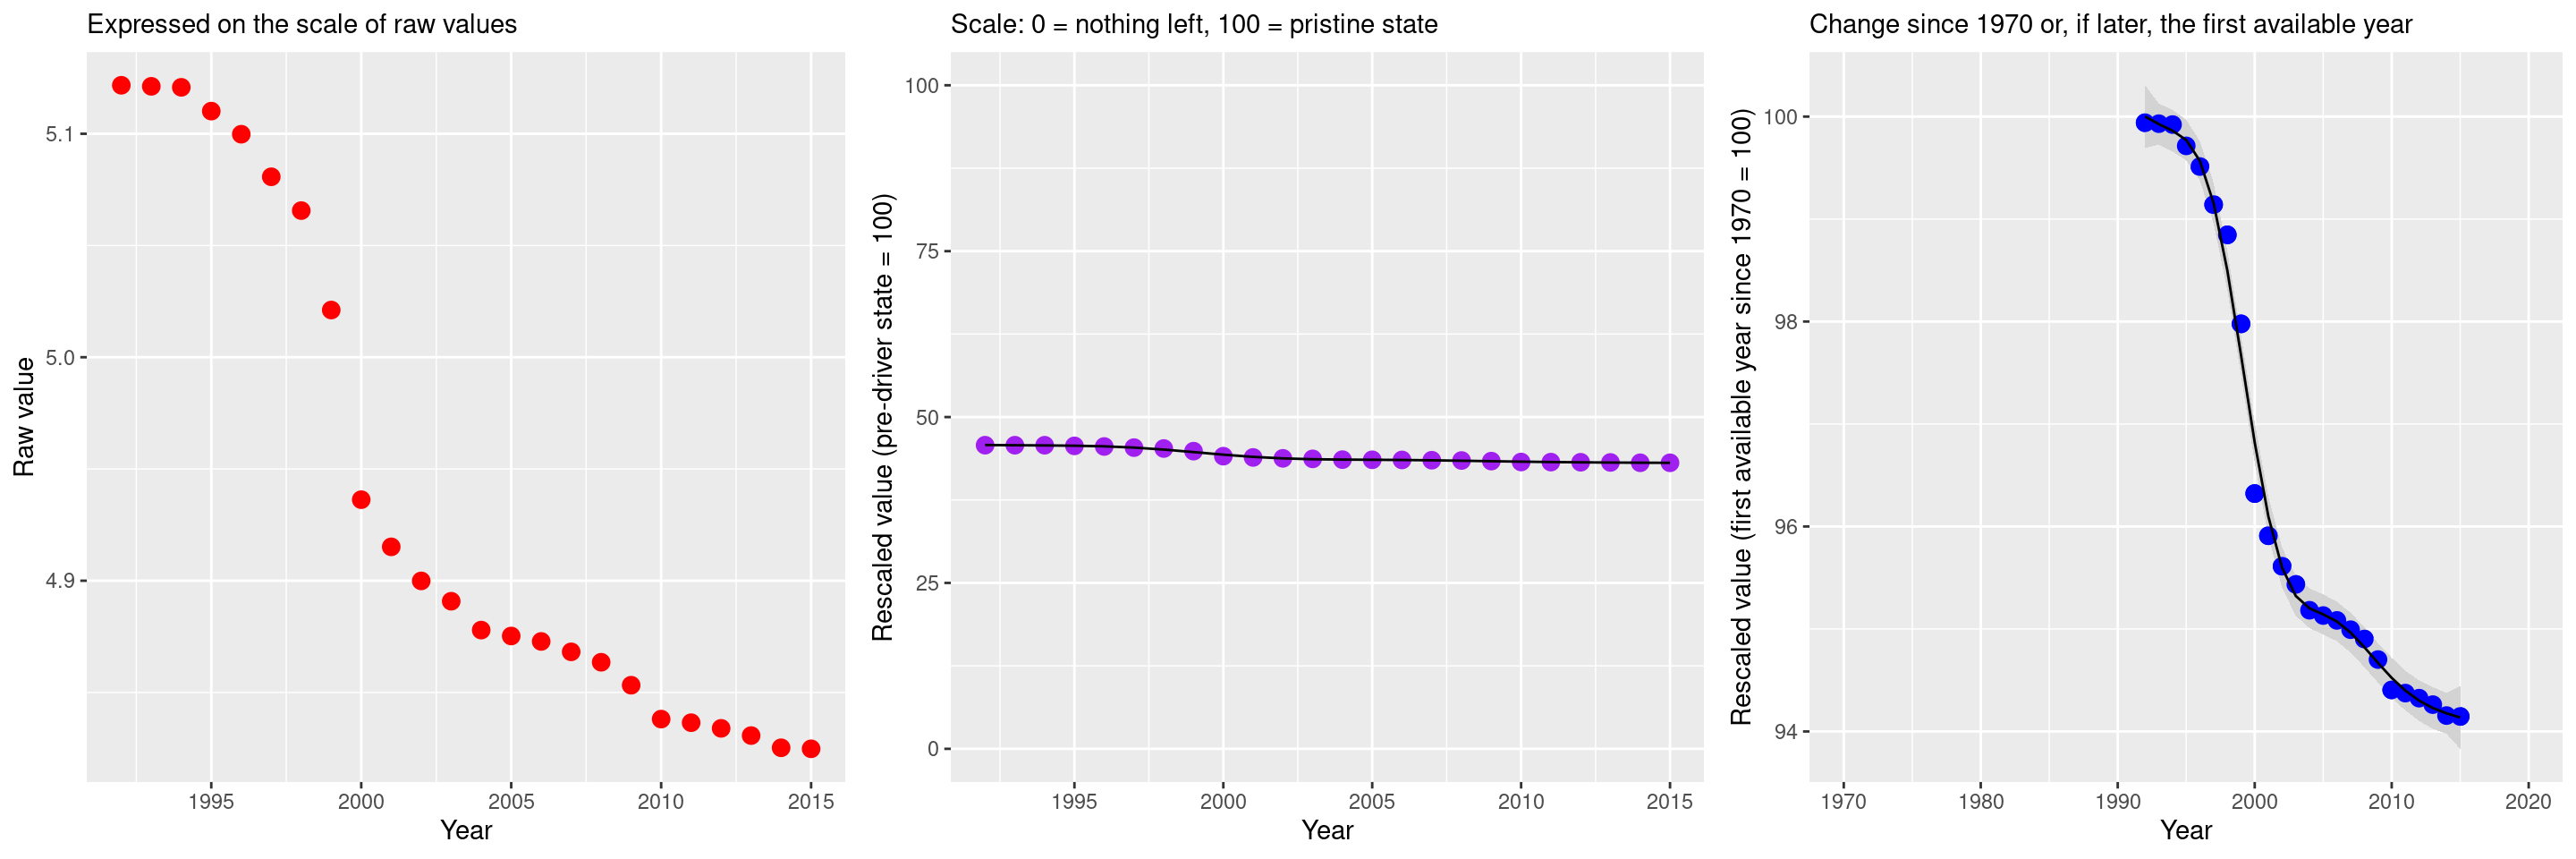 Expressed on the scale of raw values
Raw value
5.1
5.0
4.9
1995 2000 2005 2010 2015
Year
Scale: 0 = nothing left, 100 = pristine state
Rescaled value (pre-driver state = 100)
100
75
50
25
0
1995 2000 2005 2010 2015
Year
Change since 1970 or, if later, the first available year
Rescaled value (first available year since 1970 = 100)
100
98
96
94
1970 1980 1990 2000 2010 2020
Year